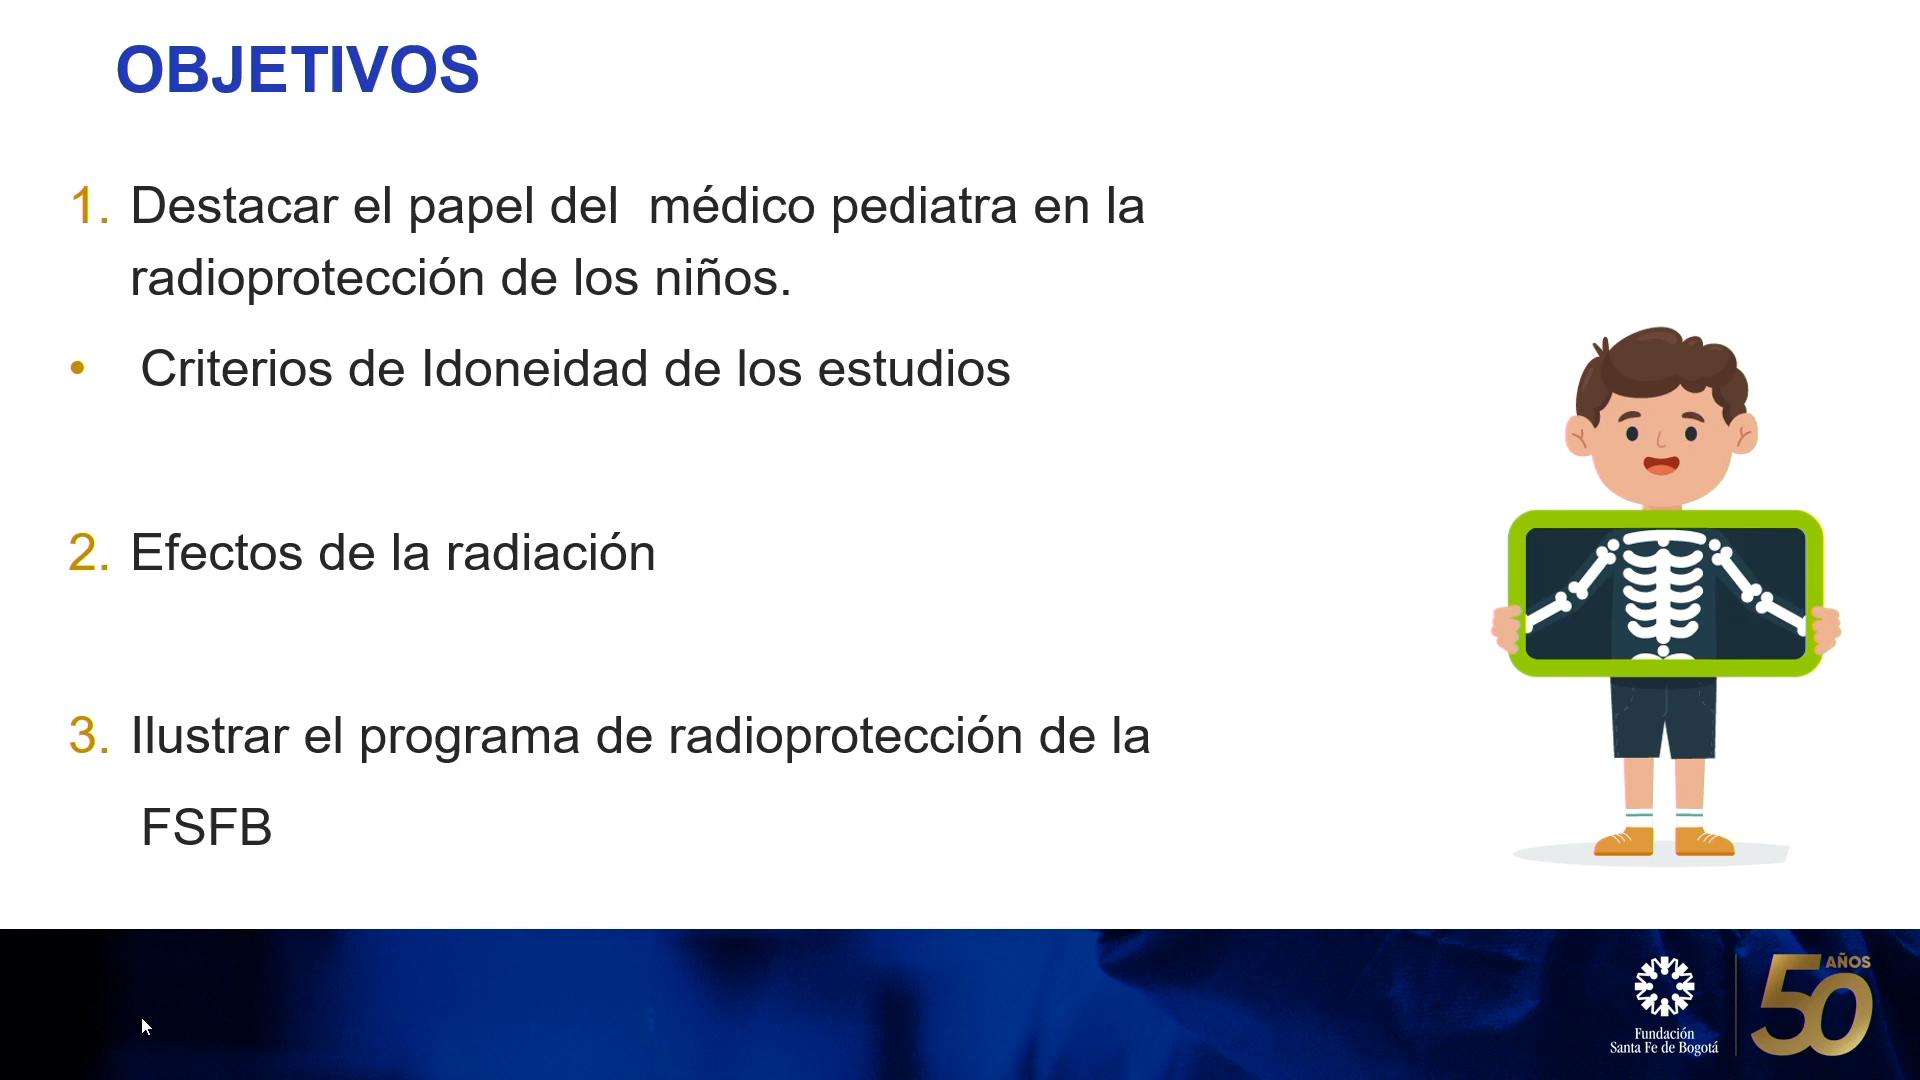 OBJETIVOS
1. Destacar el papel del  médico pediatra en la
radioprotección de los niños.
• Criterios de Idoneidad de los estudios
2. Efectos de la radiación
3. Ilustrar el programa de radioprotección de la
FSFB
Fundación
Santa Fe de Bogotá
50 AÑOS